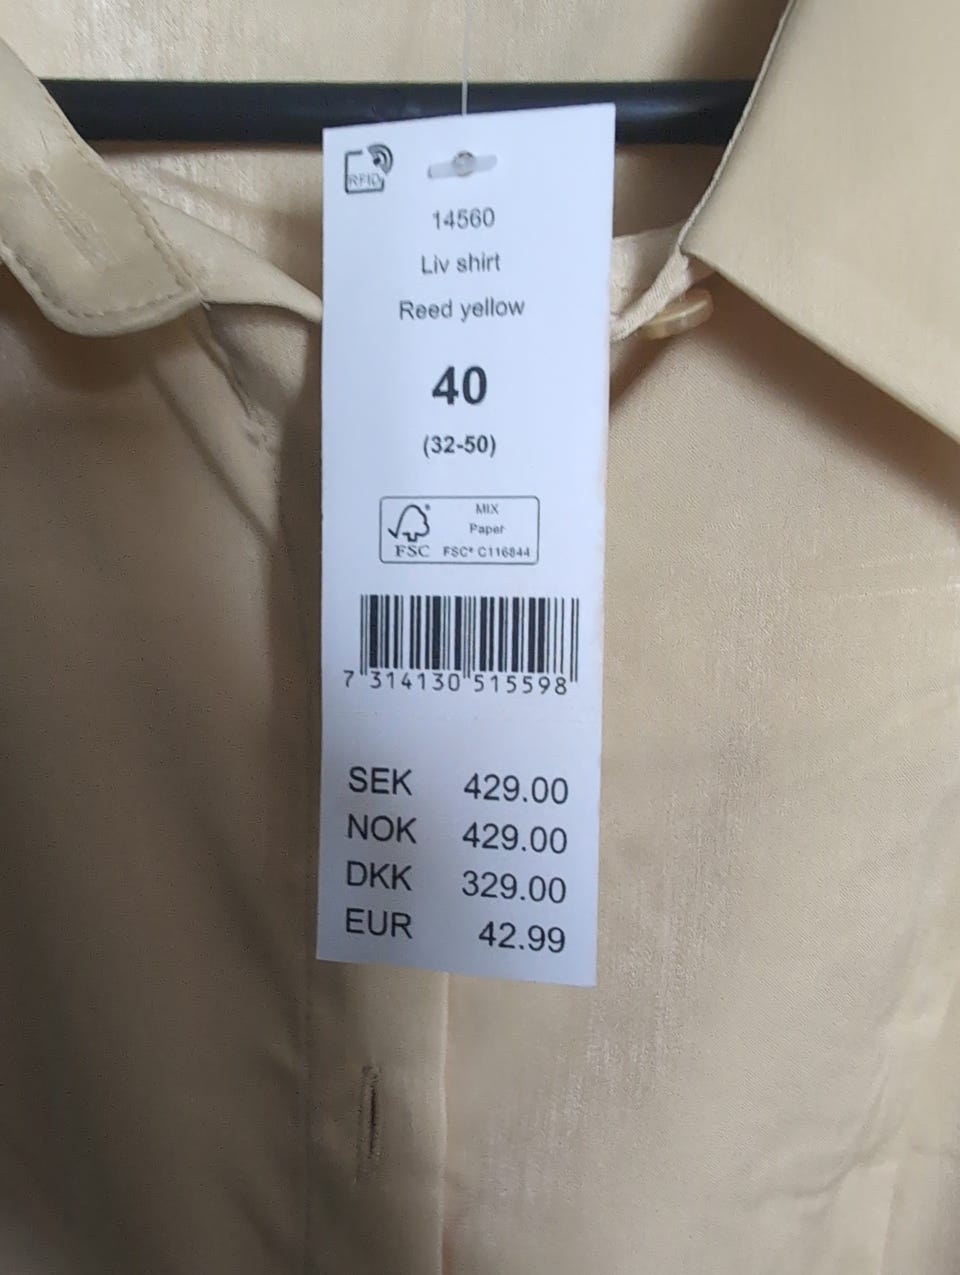 RFID
14560
Liv shirt
Reed yellow
40
(32-50)
MIX
Paper
FSC FSC® C116844
7 314130 515598
SEK 429.00
NOK 429.00
DKK 329.00
EUR 42.99